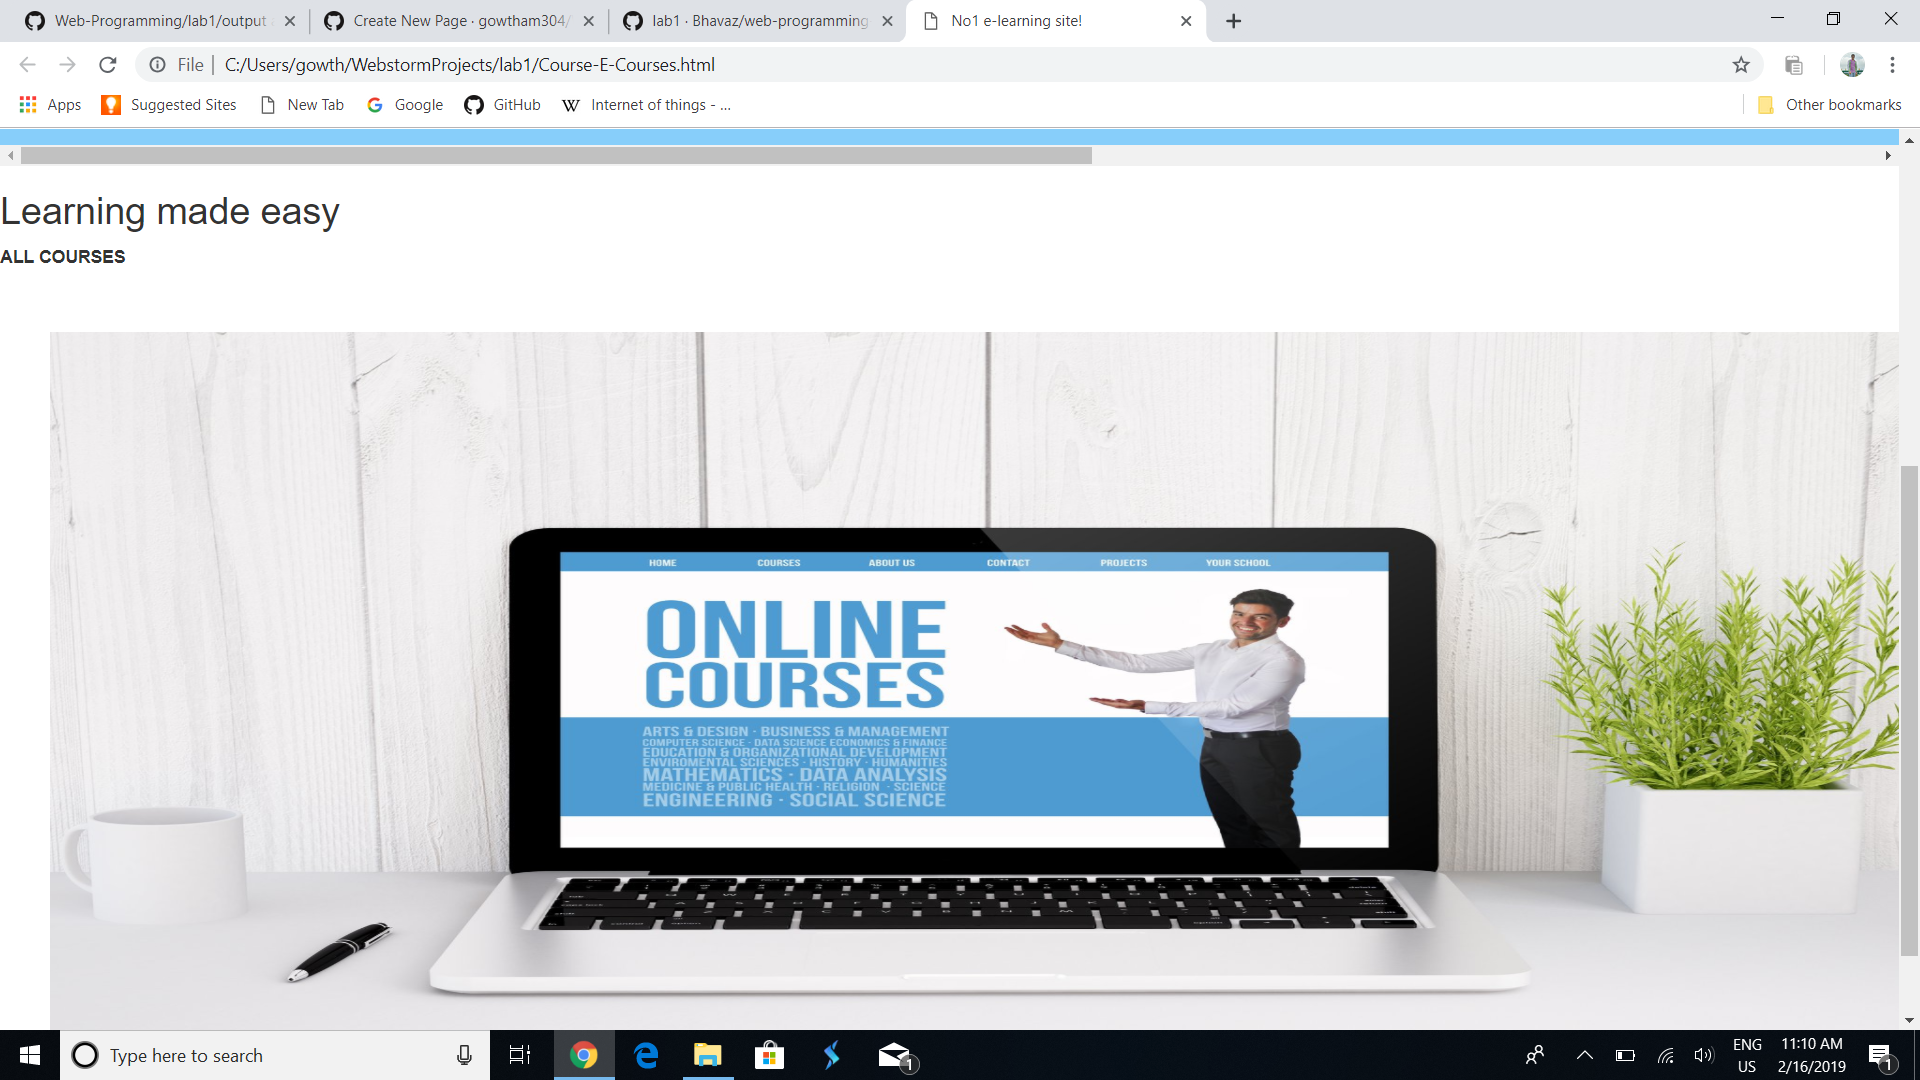 Web-Programming/lab1/output
Create New Page · gowtham304/
lab1 · Bhavaz/web-programming
No1 e-learning site!
File
C:/Users/gowth/WebstormProjects/lab1/Course-E-Courses.html
Apps
Suggested Sites
New Tab
Google
GitHub
W
Internet of things - ...
Other bookmarks
Learning made easy
ALL COURSES
HOME COURSES ABOUT US CONTACT PROJECTS YOUR SCHOOL
ONLINE
COURSES
ARTS & DESIGN · BUSINESS & MANAGEMENT
COMPUTER SCIENCE · DATA SCIENCE ECONOMICS & FINANCE
EDUCATION & ORGANIZATIONAL DEVELOPMENT
ENVIROMENTAL SCIENCES · HISTORY · HUMANITIES
MATHEMATICS · DATA ANALYSIS
MEDICINE & PUBLIC HEALTH · RELIGION · SCIENCE
ENGINEERING · SOCIAL SCIENCE
Type here to search
1
ENG
US
11:10 AM
2/16/2019
1